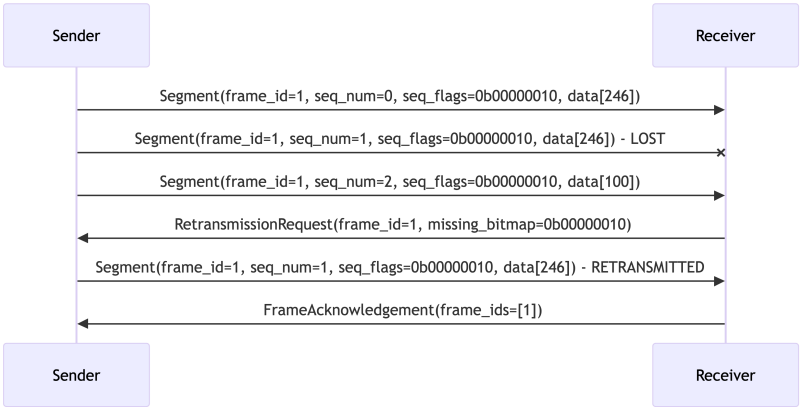 Sender Receiver
Segment(frame_id=1, seq_num=0, seq_flags=0b00000010, data[246])
Segment(frame_id=1, seq_num=1, seq_flags=0b00000010, data[246]) - LOST
Segment(frame_id=1, seq_num=2, seq_flags=0b00000010, data[100])
RetransmissionRequest(frame_id=1, missing_bitmap=0b00000010)
Segment(frame_id=1, seq_num=1, seq_flags=0b00000010, data[246]) - RETRANSMITTED
FrameAcknowledgement(frame_ids=[1])
Sender Receiver